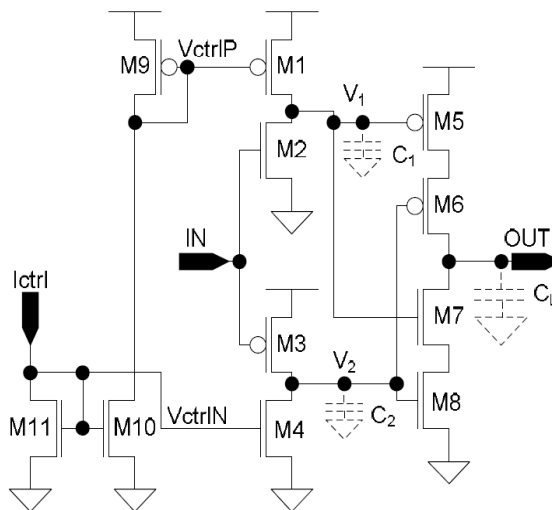 M9
VctrlP
M1
V1
M5
M2
C1
M6
IN
OUT
Ictrl
CL
M3
M7
V2
M8
VctrlN
C2
M11
M10
M4